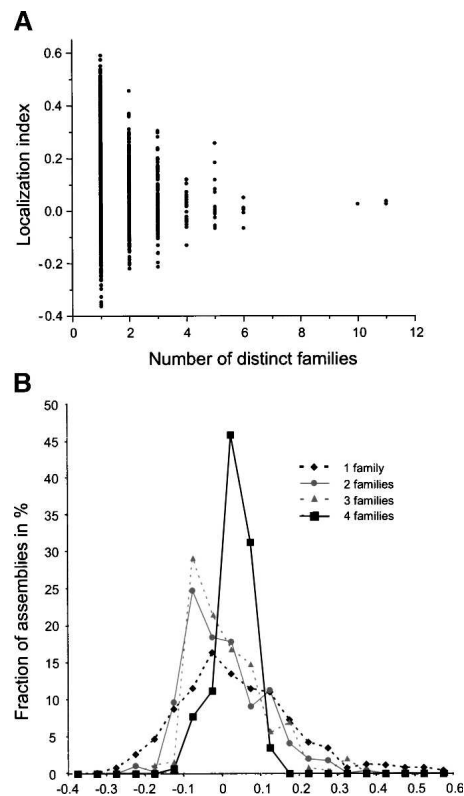 A
Localization index
0.6
0.4
0.2
0.0
-0.2
-0.4
0 2 4 6 8 10 12
Number of distinct families
B
Fraction of assemblies in %
50
45
40
35
30
25
20
15
10
5
0
1 family
2 families
3 families
4 families
-0.4 -0.3 -0.2 -0.1 0 0.1 0.2 0.3 0.4 0.5 0.6